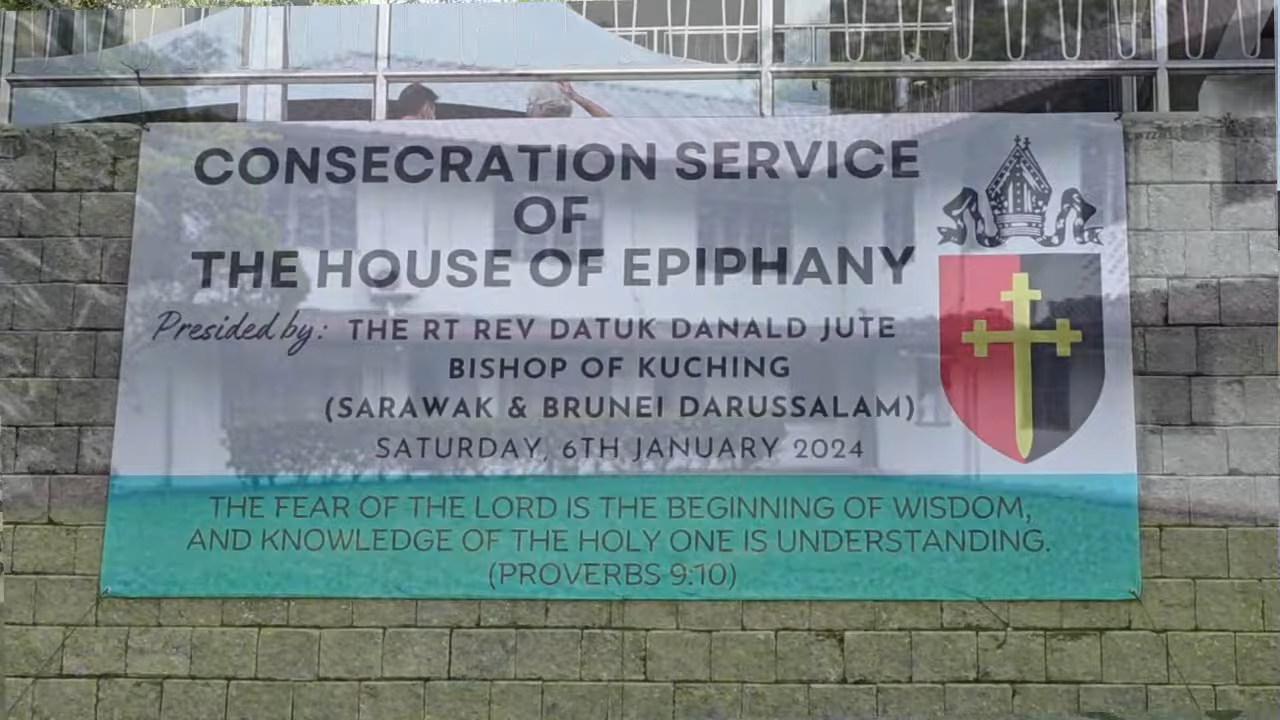 CONSECRATION SERVICE
OF
THE HOUSE OF EPIPHANY
Presided by: THE RT REV DATUK DANALD JUTE
BISHOP OF KUCHING
(SARAWAK & BRUNEI DARUSSALAM)
SATURDAY, 6TH JANUARY 2024
THE FEAR OF THE LORD IS THE BEGINNING OF WISDOM,
AND KNOWLEDGE OF THE HOLY ONE IS UNDERSTANDING.
(PROVERBS 9:10)